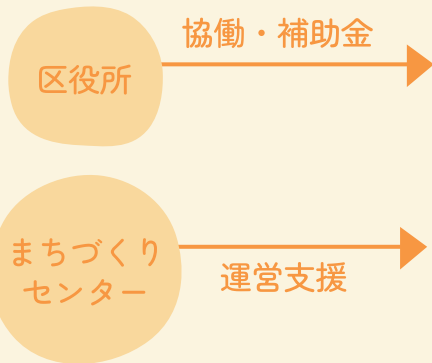 協働・補助金
区役所
まちづくり
センター
運営支援